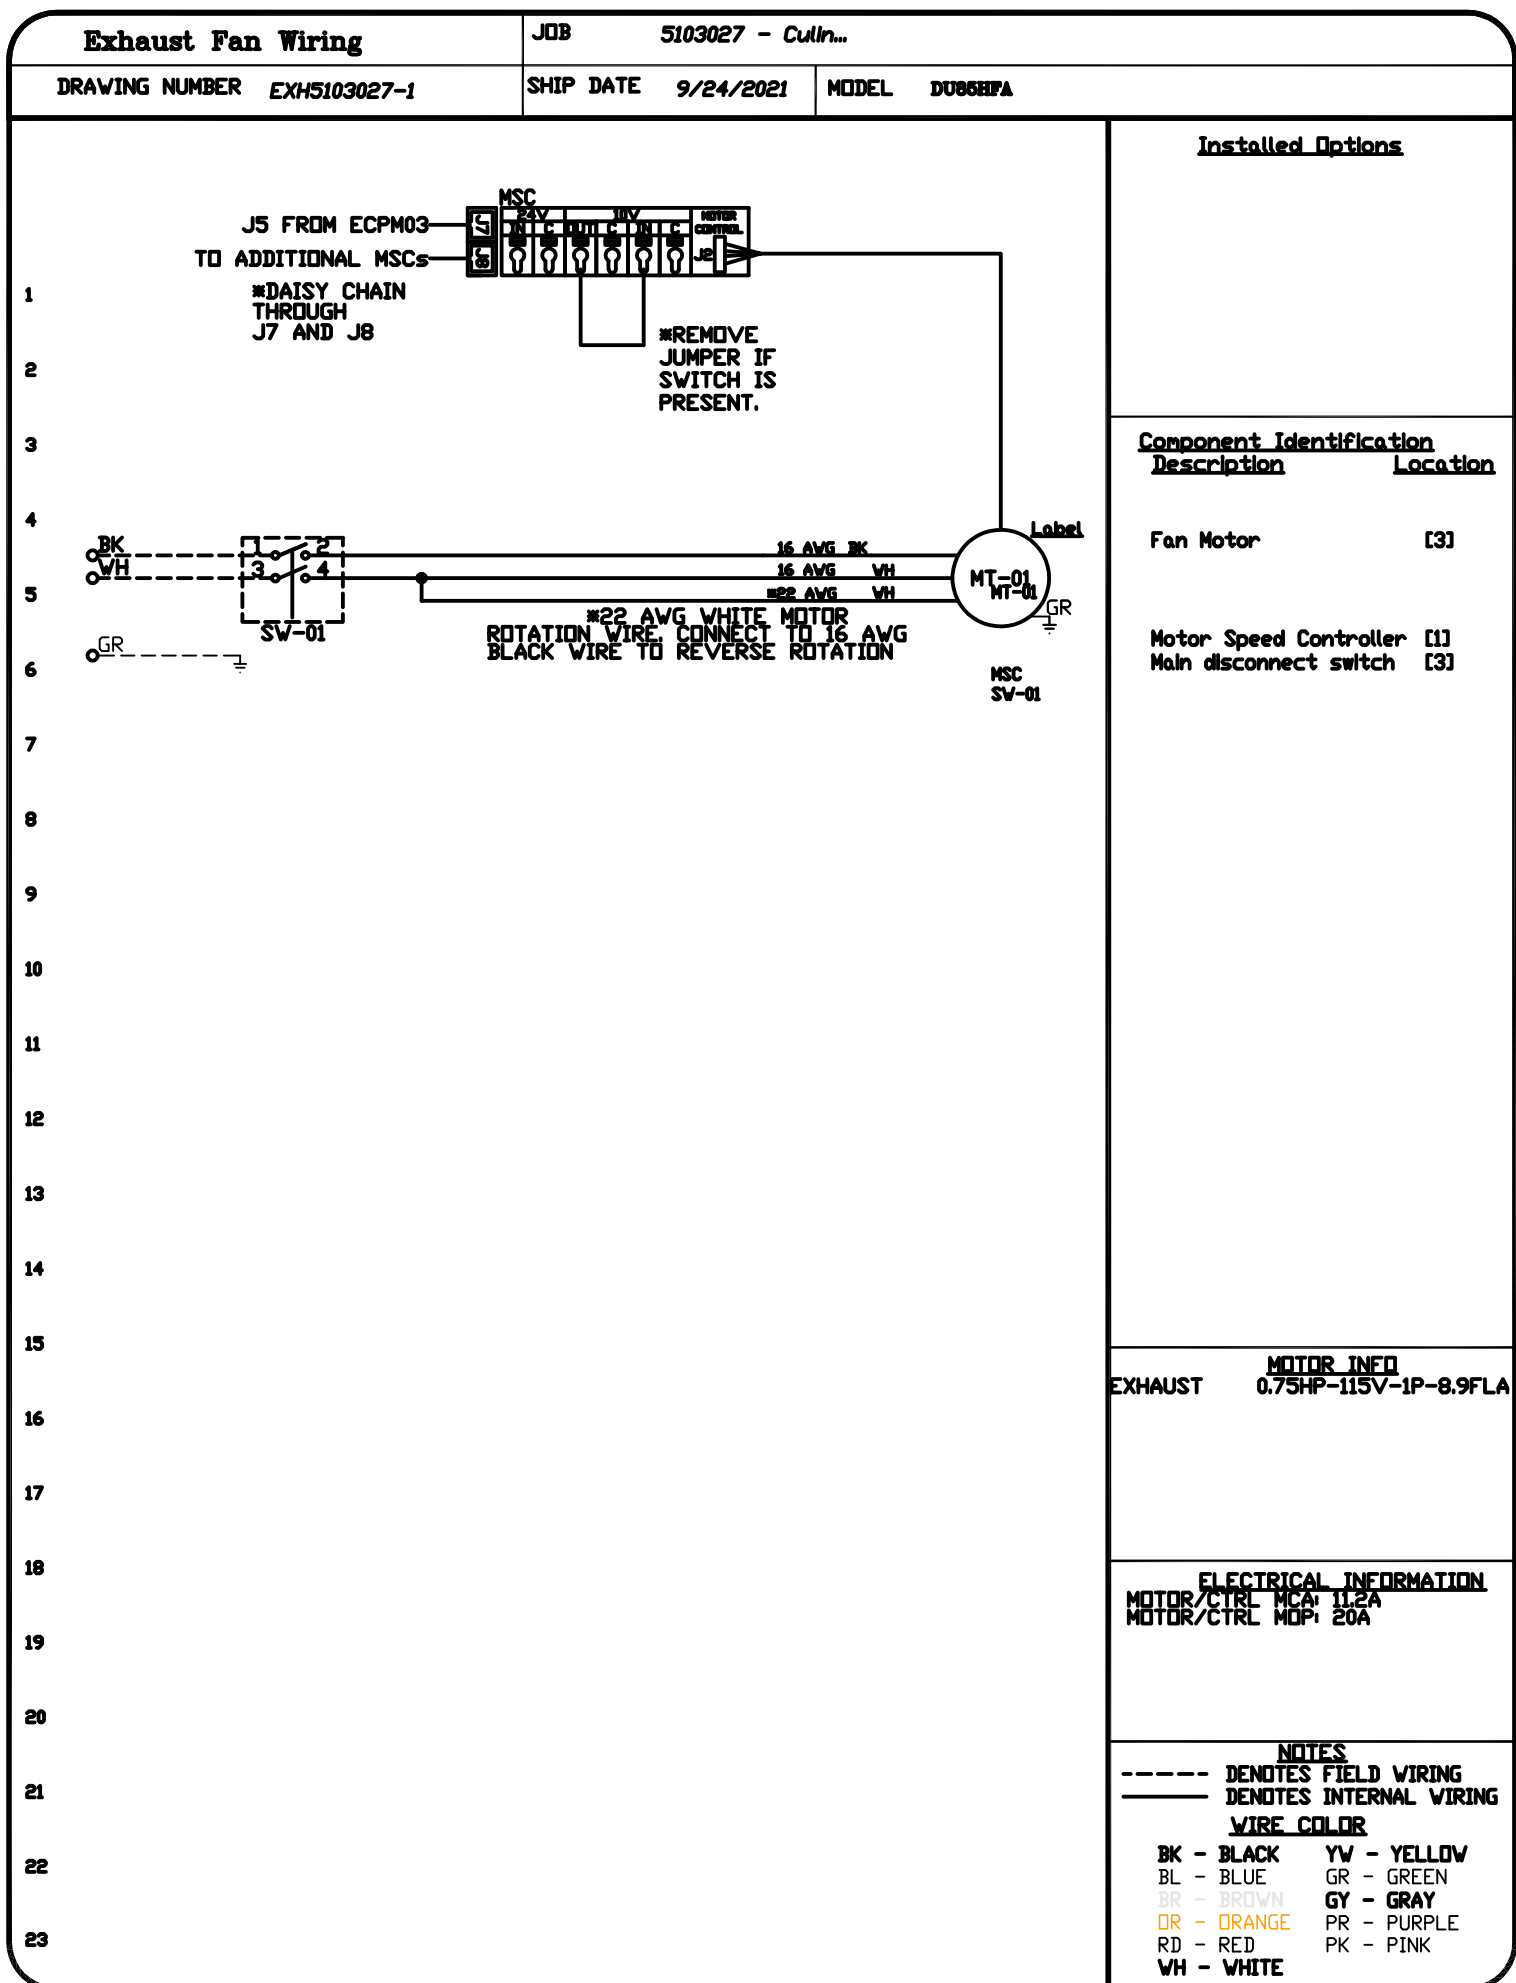 Exhaust Fan Wiring
JOB 5103027 - Culin...
DRAWING NUMBER EXH5103027-1
SHIP DATE 9/24/2021
MODEL DU85HFA
Installed Options
MSC
24V 10V MOTOR CONTROL
IN C OUT C IN C
J7
J8
J2
J5 FROM ECPM03
TO ADDITIONAL MSCs
*DAISY CHAIN
THROUGH
J7 AND J8
*REMOVE
JUMPER IF
SWITCH IS
PRESENT.
1
2
3
4
5
6
7
8
9
10
11
12
13
14
15
16
17
18
19
20
21
22
23
BK
WH
GR
1 2
3 4
SW-01
16 AWG BK
16 AWG WH
*22 AWG WH
*22 AWG WHITE MOTOR
ROTATION WIRE. CONNECT TO 16 AWG
BLACK WIRE TO REVERSE ROTATION
MT-01
GR
Label
MT-01
MSC
SW-01
Component Identification
Description Location
Fan Motor [3]
Motor Speed Controller [1]
Main disconnect switch [3]
MOTOR INFO
EXHAUST 0.75HP-115V-1P-8.9FLA
ELECTRICAL INFORMATION
MOTOR/CTRL MCA: 11.2A
MOTOR/CTRL MOP: 20A
NOTES
DENOTES FIELD WIRING
DENOTES INTERNAL WIRING
WIRE COLOR
BK - BLACK YW - YELLOW
BL - BLUE GR - GREEN
BR - BROWN GY - GRAY
OR - ORANGE PR - PURPLE
RD - RED PK - PINK
WH - WHITE